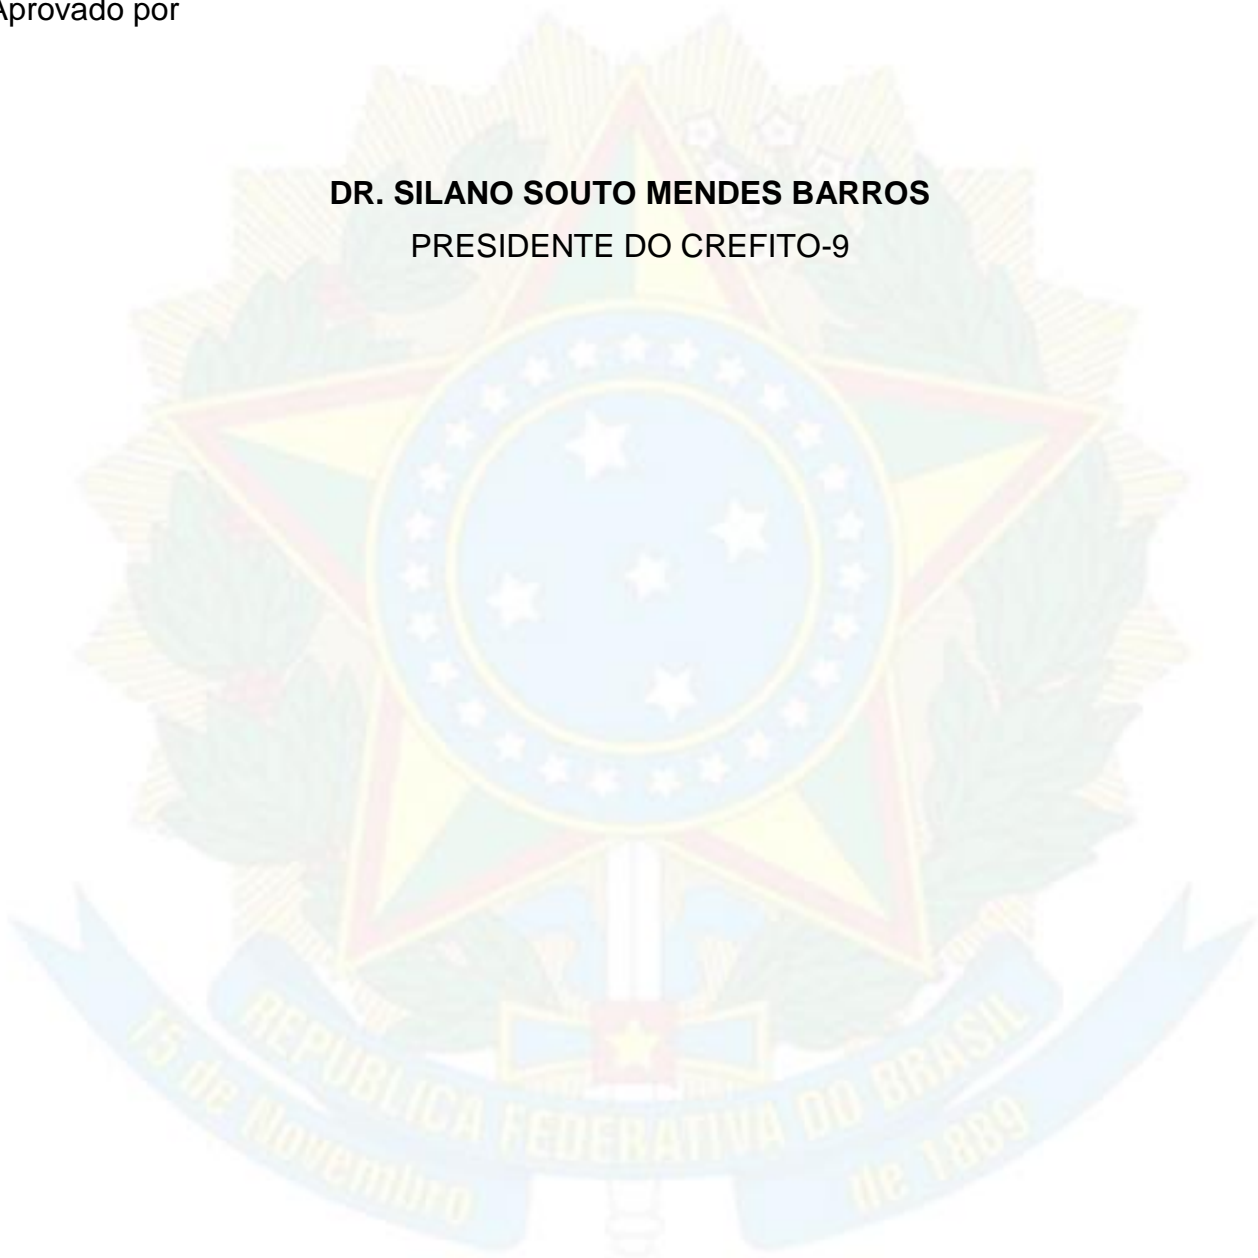 Aprovado por
DR. SILANO SOUTO MENDES BARROS
PRESIDENTE DO CREFITO-9
REPUBLICA FEDERATIVA DO BRASIL
15 de Novembro
de 1889